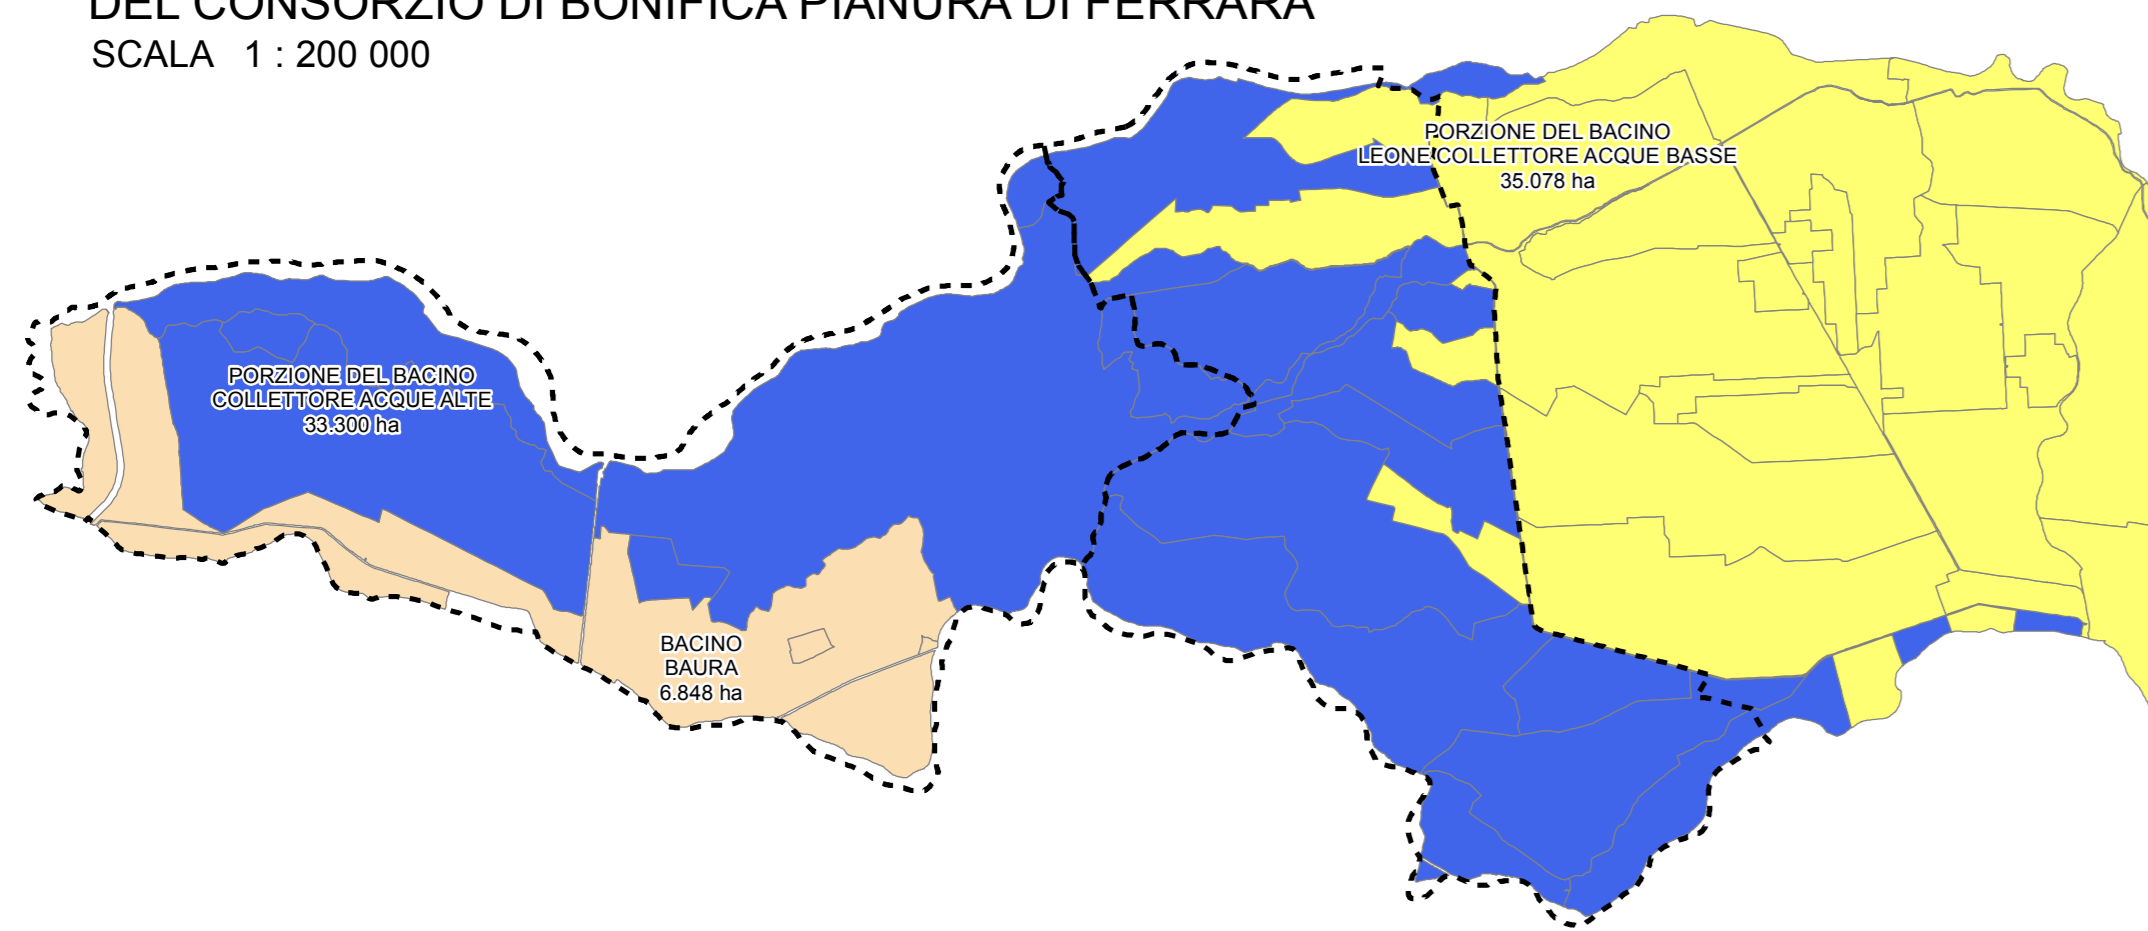 DEL CONSORZIO DI BONIFICA PIANURA DI FERRARA
SCALA 1 : 200 000
PORZIONE DEL BACINO
LEONE COLLETTORE ACQUE BASSE
35.078 ha
PORZIONE DEL BACINO
COLLETTORE ACQUE ALTE
33.300 ha
BACINO
BAURA
6.848 ha